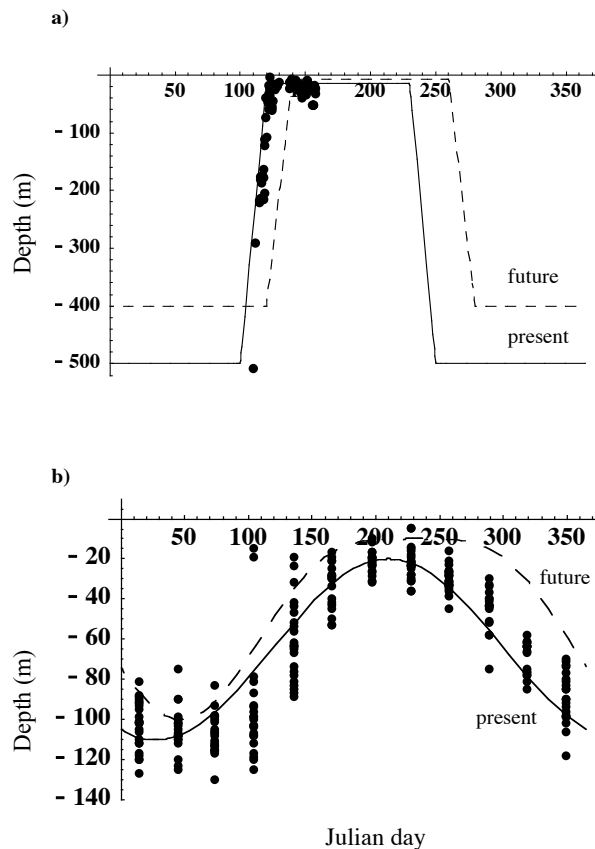 a)
50 100 150 200 250 300 350
- 100
- 200
- 300
- 400
- 500
Depth (m)
future
present
b)
50 100 150 200 250 300 350
- 20
- 40
- 60
- 80
- 100
- 120
- 140
Depth (m)
future
present
Julian day